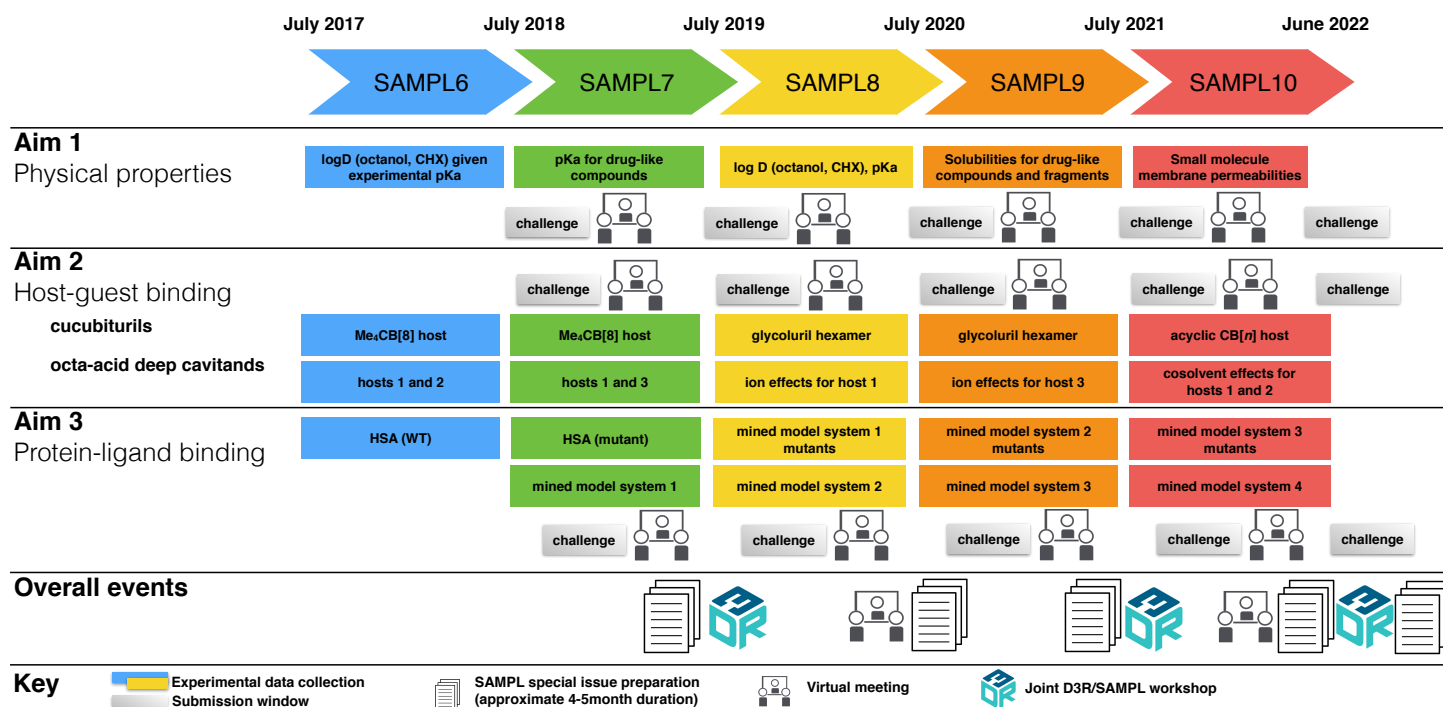 July 2017
July 2018
July 2019
July 2020
July 2021
June 2022
SAMPL6
SAMPL7
SAMPL8
SAMPL9
SAMPL10
Aim 1
Physical properties
logD (octanol, CHX) given
experimental pKa
pKa for drug-like
compounds
log D (octanol, CHX), pKa
Solubilities for drug-like
compounds and fragments
Small molecule
membrane permeabilities
challenge
challenge
challenge
challenge
challenge
Aim 2
Host-guest binding
challenge
challenge
challenge
challenge
challenge
cucubiturils
Me₄CB[8] host
Me₄CB[8] host
glycoluril hexamer
glycoluril hexamer
acyclic CB[n] host
octa-acid deep cavitands
hosts 1 and 2
hosts 1 and 3
ion effects for host 1
ion effects for host 3
cosolvent effects for
hosts 1 and 2
Aim 3
Protein-ligand binding
HSA (WT)
HSA (mutant)
mined model system 1
mutants
mined model system 2
mutants
mined model system 3
mutants
mined model system 1
mined model system 2
mined model system 3
mined model system 4
challenge
challenge
challenge
challenge
challenge
Overall events
D3R
D3R
D3R
Key
Experimental data collection
Submission window
SAMPL special issue preparation
(approximate 4-5month duration)
Virtual meeting
D3R
Joint D3R/SAMPL workshop